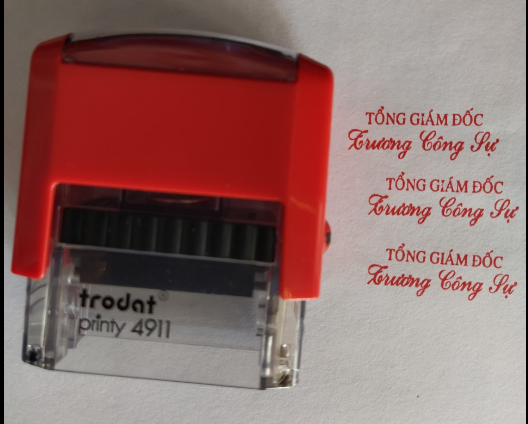 trodat®
printy 4911
TỔNG GIÁM ĐỐC
Trương Công Sự
TỔNG GIÁM ĐỐC
Trương Công Sự
TỔNG GIÁM ĐỐC
Trương Công Sự